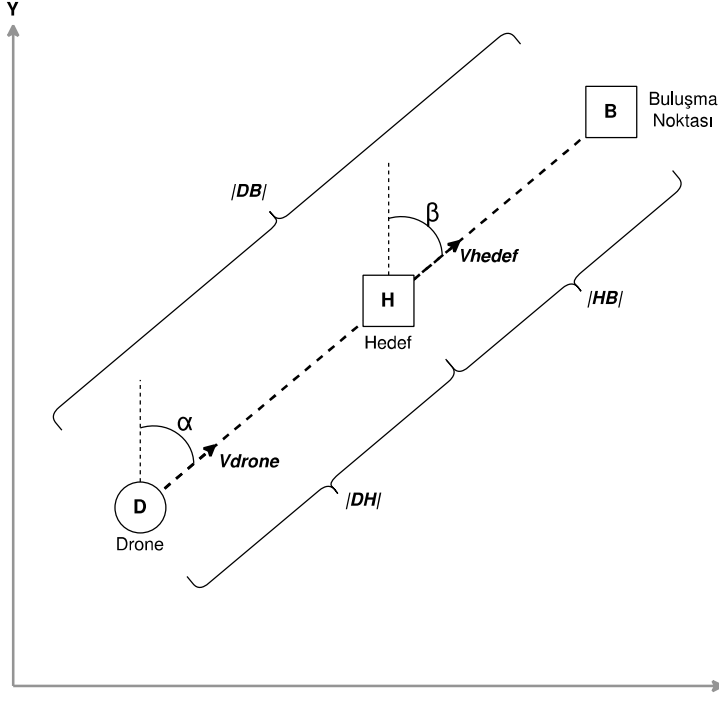 Y
B
Buluşma
Noktası
|DB|
β
Vhedef
H
Hedef
|HB|
α
Vdrone
D
Drone
|DH|